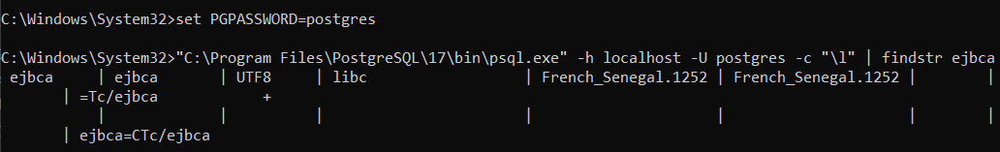 C:\Windows\System32>set PGPASSWORD=postgres
C:\Windows\System32>"C:\Program Files\PostgreSQL\17\bin\psql.exe" -h localhost -U postgres -c "\l" | findstr ejbca
 ejbca     | ejbca     | UTF8     | libc            | French_Senegal.1252 | French_Senegal.1252 |        |
       | =Tc/ejbca         +
           |           |          |                 |                     |                     |        |
       | ejbca=CTc/ejbca